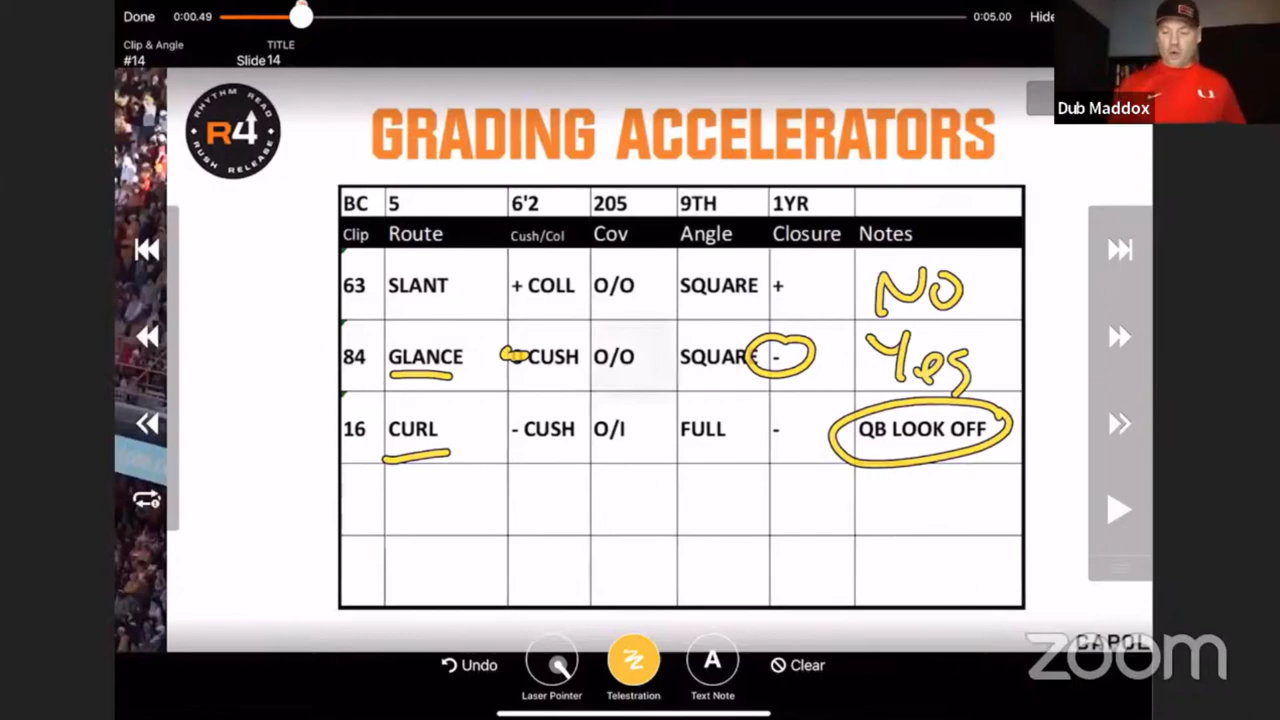 Done 0:00.49 0:05.00 Hide
Clip & Angle TITLE
#14 Slide 14
Dub Maddox
RHYTHM READ
R4
RUSH RELEASE
GRADING ACCELERATORS
BC 5 6'2 205 9TH 1YR
Clip Route Cush/Col Cov Angle Closure Notes
63 SLANT + COLL O/O SQUARE + No
84 GLANCE CUSH O/O SQUARE - Yes
16 CURL - CUSH O/I FULL - QB LOOK OFF
CAPOL
zoom
Undo Laser Pointer Telestration A Text Note Clear